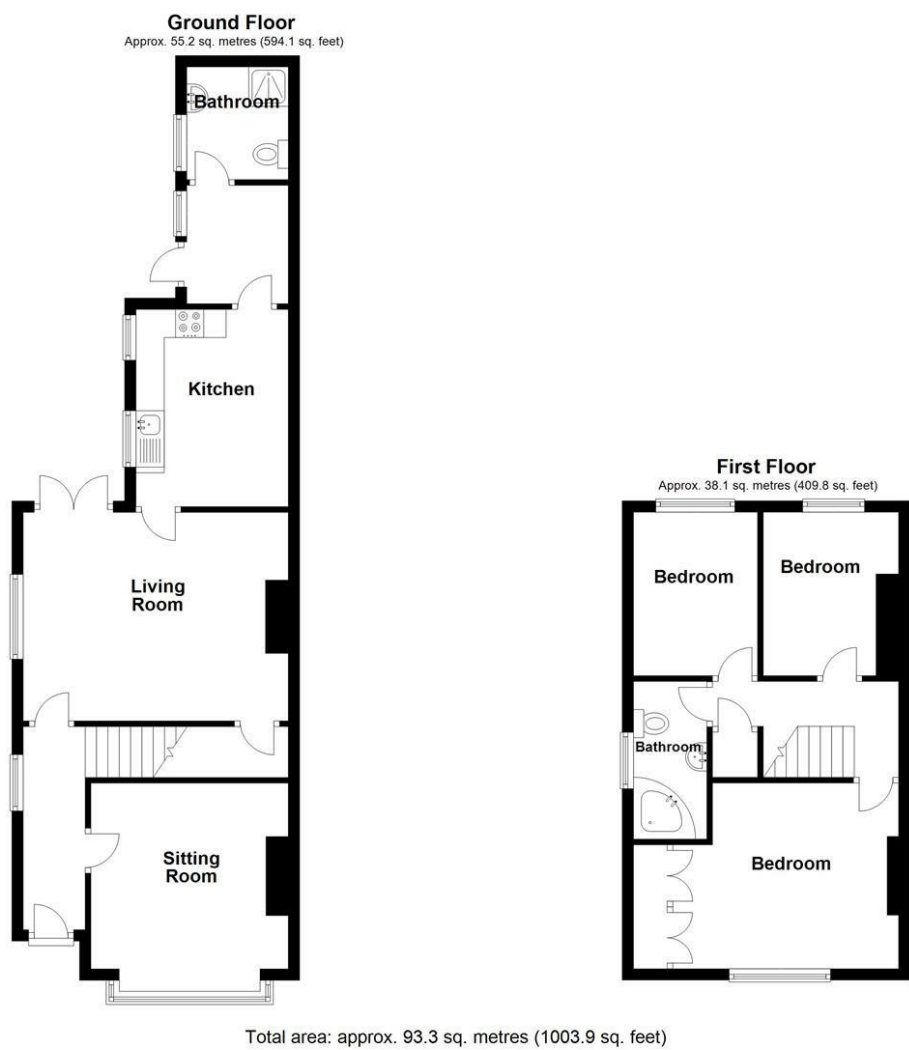 Ground Floor
Approx. 55.2 sq. metres (594.1 sq. feet)
Bathroom
Kitchen
Living
Room
Sitting
Room
First Floor
Approx. 38.1 sq. metres (409.8 sq. feet)
Bedroom
Bedroom
Bathroom
Bedroom
Total area: approx. 93.3 sq. metres (1003.9 sq. feet)